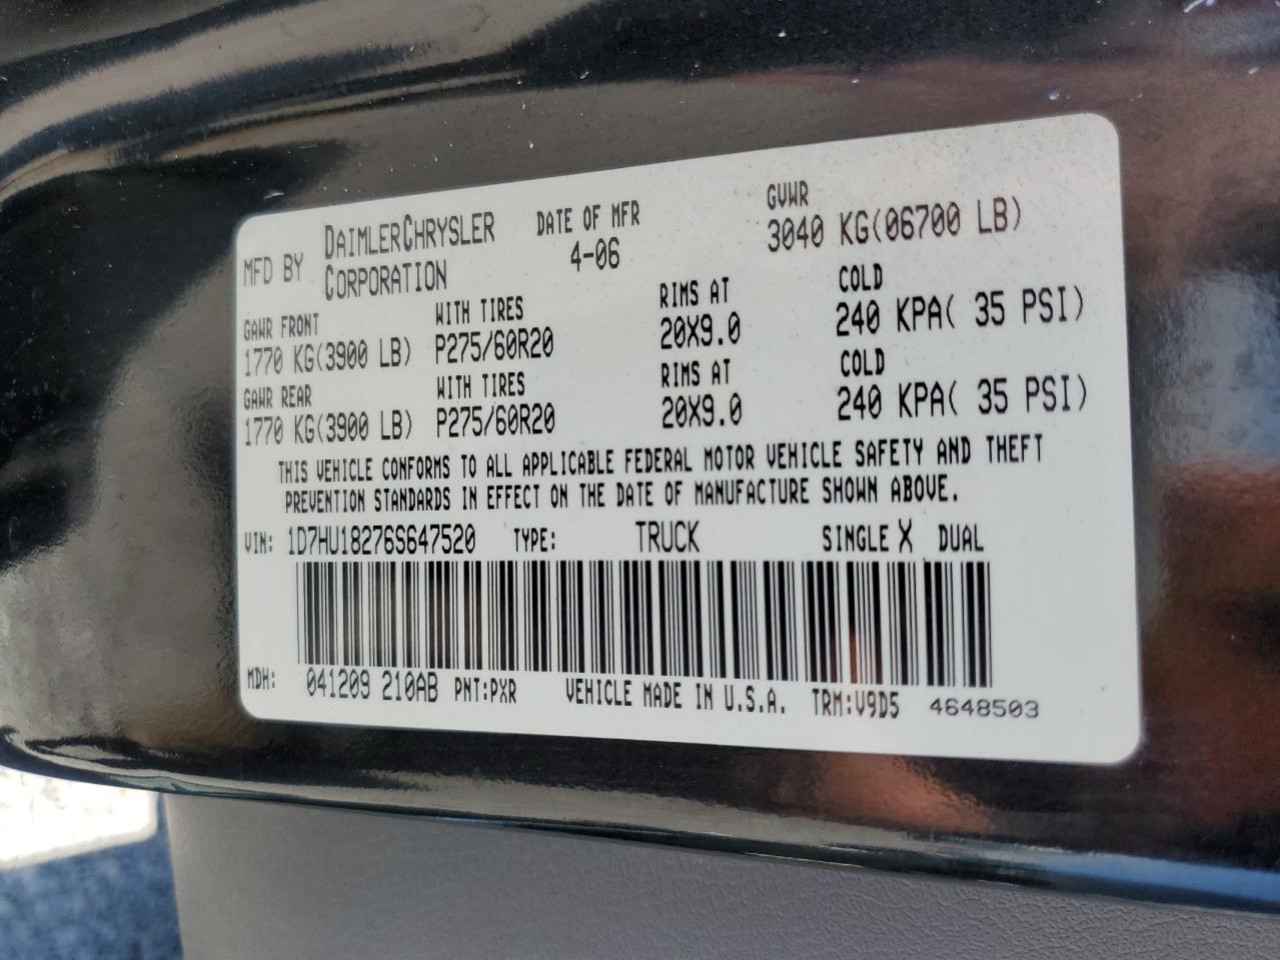 MFD BY DAIMLERCHRYSLER CORPORATION
DATE OF MFR 4-06
GVWR 3040 KG(06700 LB)
GAWR FRONT WITH TIRES RIMS AT COLD
1770 KG(3900 LB) P275/60R20 20X9.0 240 KPA( 35 PSI)
GAWR REAR WITH TIRES RIMS AT COLD
1770 KG(3900 LB) P275/60R20 20X9.0 240 KPA( 35 PSI)
THIS VEHICLE CONFORMS TO ALL APPLICABLE FEDERAL MOTOR VEHICLE SAFETY AND THEFT
PREVENTION STANDARDS IN EFFECT ON THE DATE OF MANUFACTURE SHOWN ABOVE.
VIN: 1D7HU18276S647520 TYPE: TRUCK SINGLE X DUAL
MDH: 041209 210AB PNT:PXR VEHICLE MADE IN U.S.A. TRM:V9D5 4648503